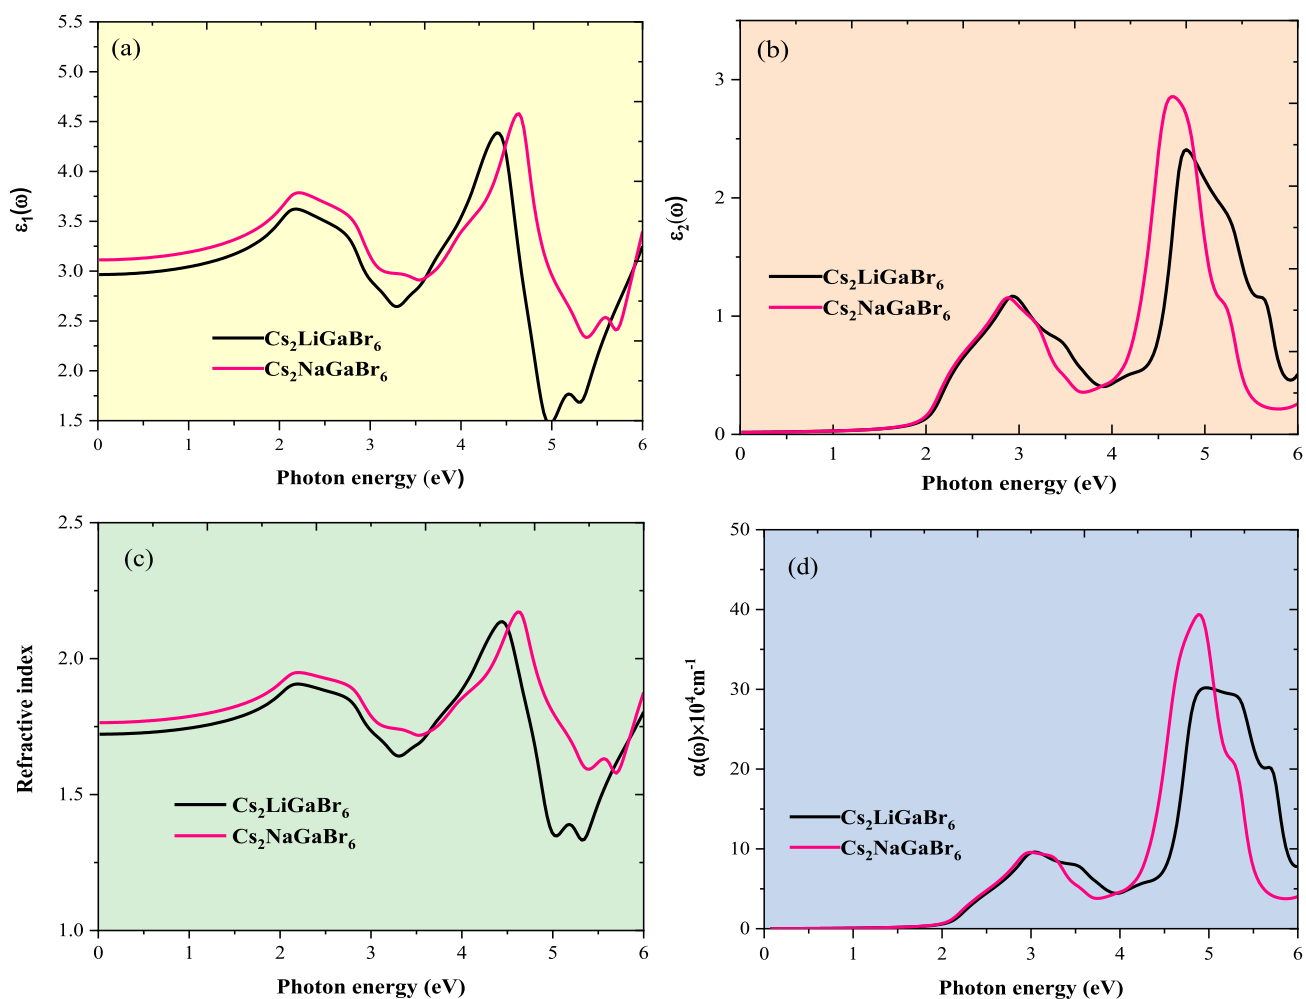 (a)
5.5
5.0
4.5
4.0
3.5
3.0
2.5
2.0
1.5
ε₁(ω)
Cs₂LiGaBr₆
Cs₂NaGaBr₆
0 1 2 3 4 5 6
Photon energy (eV)
(b)
3
2
1
0
ε₂(ω)
Cs₂LiGaBr₆
Cs₂NaGaBr₆
0 1 2 3 4 5 6
Photon energy (eV)
(c)
2.5
2.0
1.5
1.0
Refractive index
Cs₂LiGaBr₆
Cs₂NaGaBr₆
0 1 2 3 4 5 6
Photon energy (eV)
(d)
50
40
30
20
10
0
α(ω)×10⁴cm⁻¹
Cs₂LiGaBr₆
Cs₂NaGaBr₆
0 1 2 3 4 5 6
Photon energy (eV)